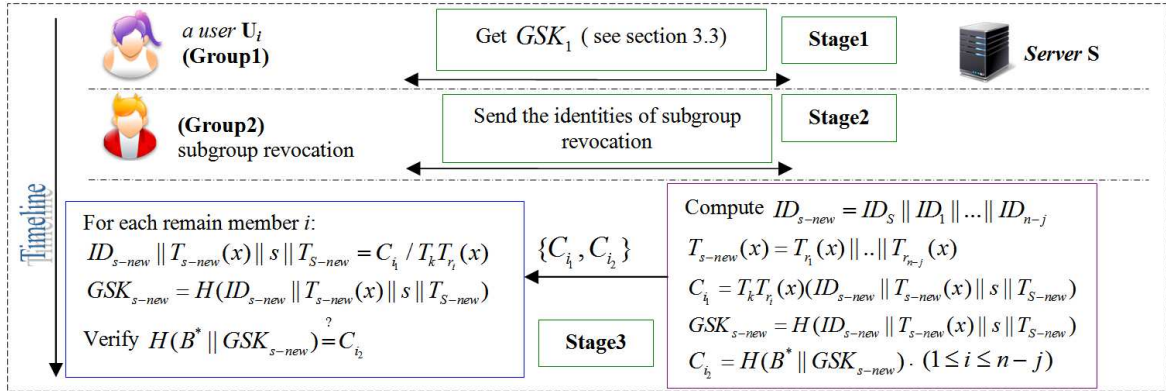 a user U_i
(Group1)
Get GSK_1 ( see section 3.3)
Stage1
Server S
(Group2)
subgroup revocation
Send the identities of subgroup
revocation
Stage2
Timeline
For each remain member i:
ID_{s-new} || T_{s-new}(x) || s || T_{S-new} = C_{i_1} / T_k T_{r_i}(x)
GSK_{s-new} = H(ID_{s-new} || T_{s-new}(x) || s || T_{S-new})
Verify H(B^* || GSK_{s-new}) =^? C_{i_2}
{C_{i_1}, C_{i_2}}
Stage3
Compute ID_{s-new} = ID_S || ID_1 || ... || ID_{n-j}
T_{s-new}(x) = T_{r_1}(x) || .. || T_{r_{n-j}}(x)
C_{i_1} = T_k T_{r_i}(x)(ID_{s-new} || T_{s-new}(x) || s || T_{S-new})
GSK_{s-new} = H(ID_{s-new} || T_{s-new}(x) || s || T_{S-new})
C_{i_2} = H(B^* || GSK_{s-new}) . (1 ≤ i ≤ n − j)